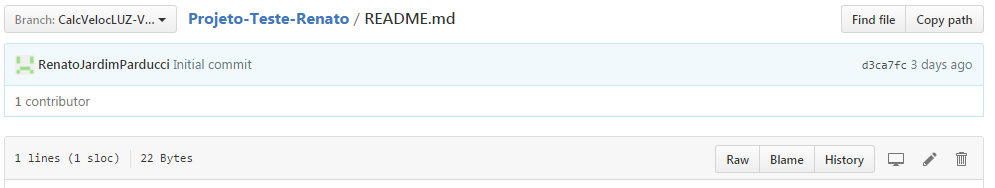 Branch: CalcVelocLUZ-V... Projeto-Teste-Renato / README.md Find file Copy path
RenatoJardimParducci Initial commit d3ca7fc 3 days ago
1 contributor
1 lines (1 sloc) 22 Bytes Raw Blame History